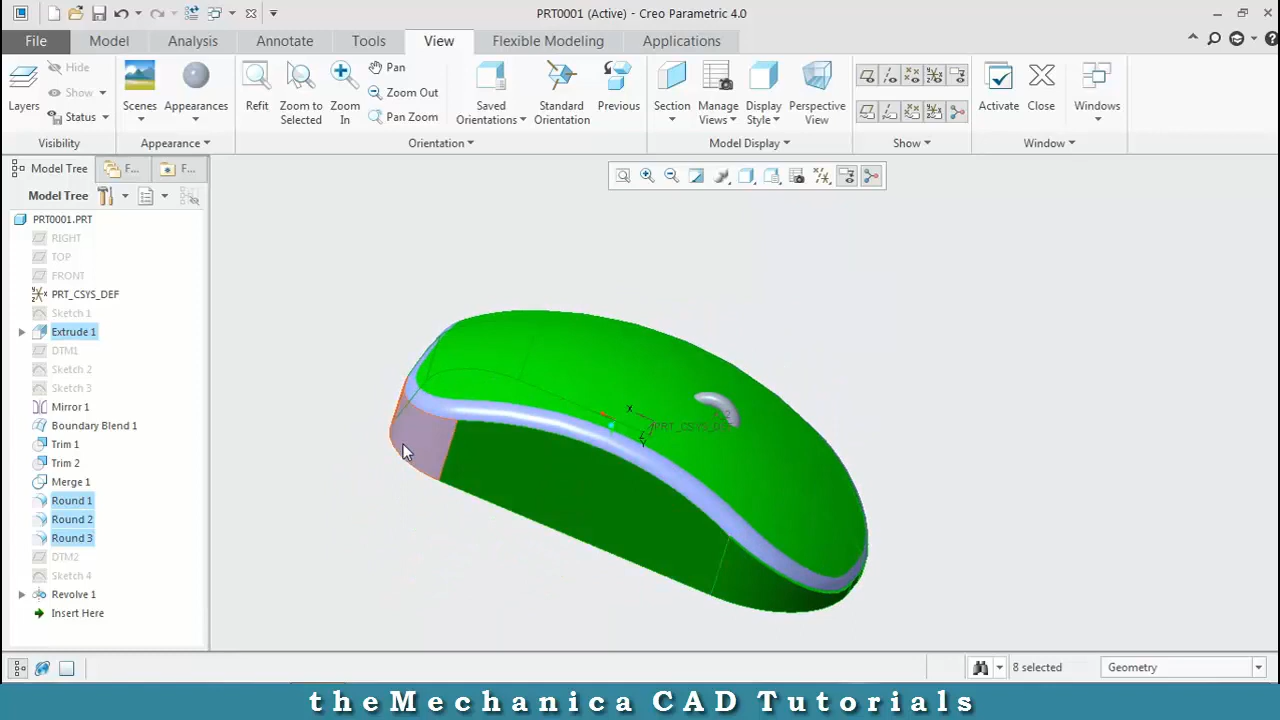 PRT0001 (Active) - Creo Parametric 4.0
File Model Analysis Annotate Tools View Flexible Modeling Applications
Layers
Hide
Show
Status
Scenes
Appearances
Refit
Zoom to Selected
Zoom In
Pan
Zoom Out
Pan Zoom
Saved Orientations
Standard Orientation
Previous
Section
Manage Views
Display Style
Perspective View
Activate
Close
Windows
Visibility Appearance Orientation Model Display Show Window
Model Tree F... F...
Model Tree
PRT0001.PRT
RIGHT
TOP
FRONT
PRT_CSYS_DEF
Sketch 1
Extrude 1
DTM1
Sketch 2
Sketch 3
Mirror 1
Boundary Blend 1
Trim 1
Trim 2
Merge 1
Round 1
Round 2
Round 3
DTM2
Sketch 4
Revolve 1
Insert Here
X
Y
8 selected
Geometry
theMechanica CAD Tutorials